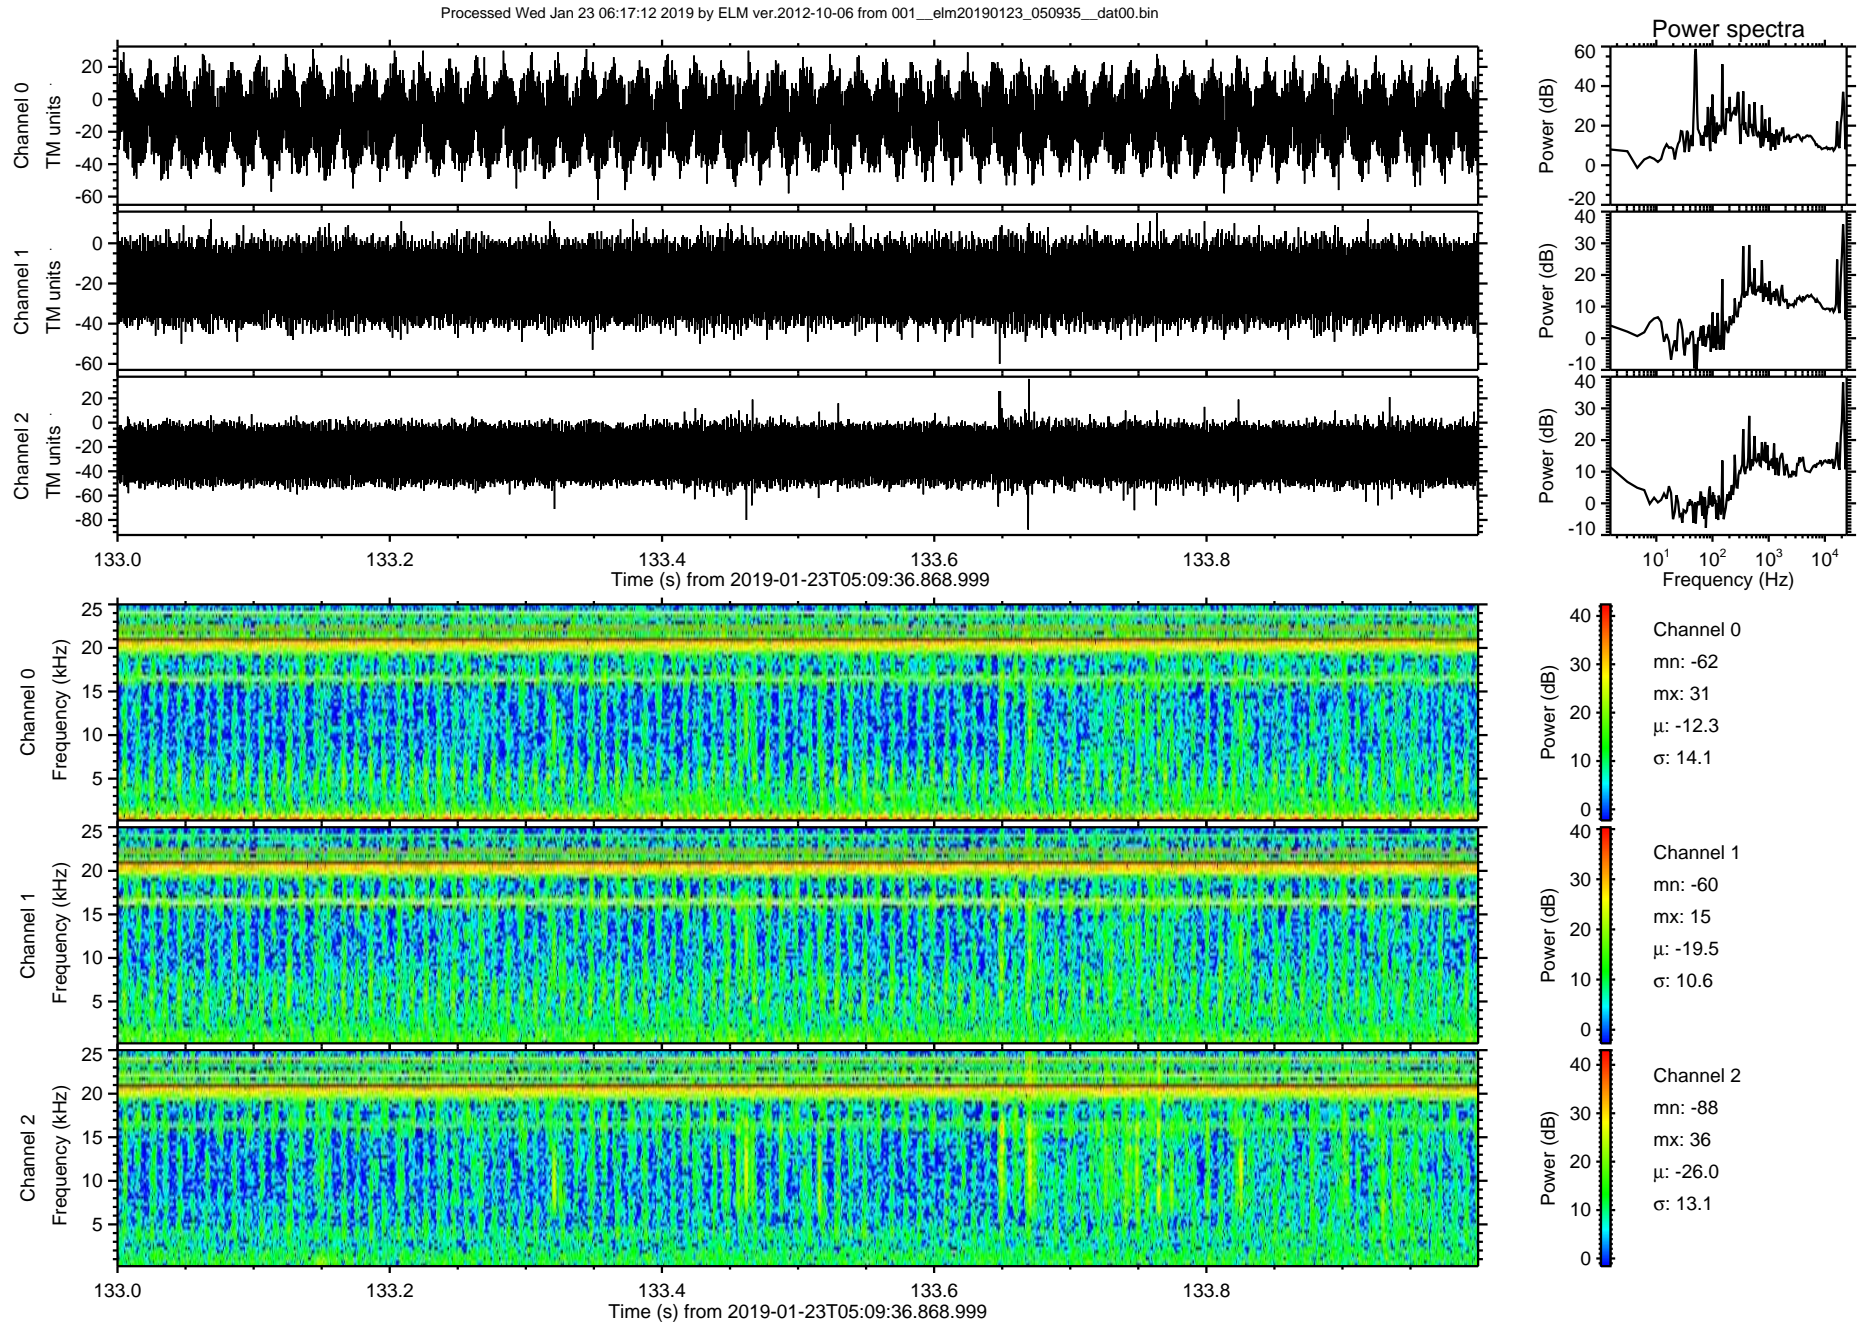 Processed Wed Jan 23 06:17:12 2019 by ELM ver.2012-10-06 from 001__elm20190123_050935__dat00.bin
Power spectra
Channel 0
TM units
20
0
-20
-40
-60
Power (dB)
60
40
20
0
-20
Channel 1
TM units
0
-20
-40
-60
Power (dB)
40
30
20
10
0
-10
Channel 2
TM units
20
0
-20
-40
-60
-80
Power (dB)
40
30
20
10
0
-10
133.0 133.2 133.4 133.6 133.8
Time (s) from 2019-01-23T05:09:36.868.999
10¹ 10² 10³ 10⁴
Frequency (Hz)
Channel 0
Frequency (kHz)
25
20
15
10
5
Power (dB)
40
30
20
10
0
Channel 0
mn: -62
mx: 31
μ: -12.3
σ: 14.1
Channel 1
Frequency (kHz)
25
20
15
10
5
Power (dB)
40
30
20
10
0
Channel 1
mn: -60
mx: 15
μ: -19.5
σ: 10.6
Channel 2
Frequency (kHz)
25
20
15
10
5
Power (dB)
40
30
20
10
0
Channel 2
mn: -88
mx: 36
μ: -26.0
σ: 13.1
133.0 133.2 133.4 133.6 133.8
Time (s) from 2019-01-23T05:09:36.868.999